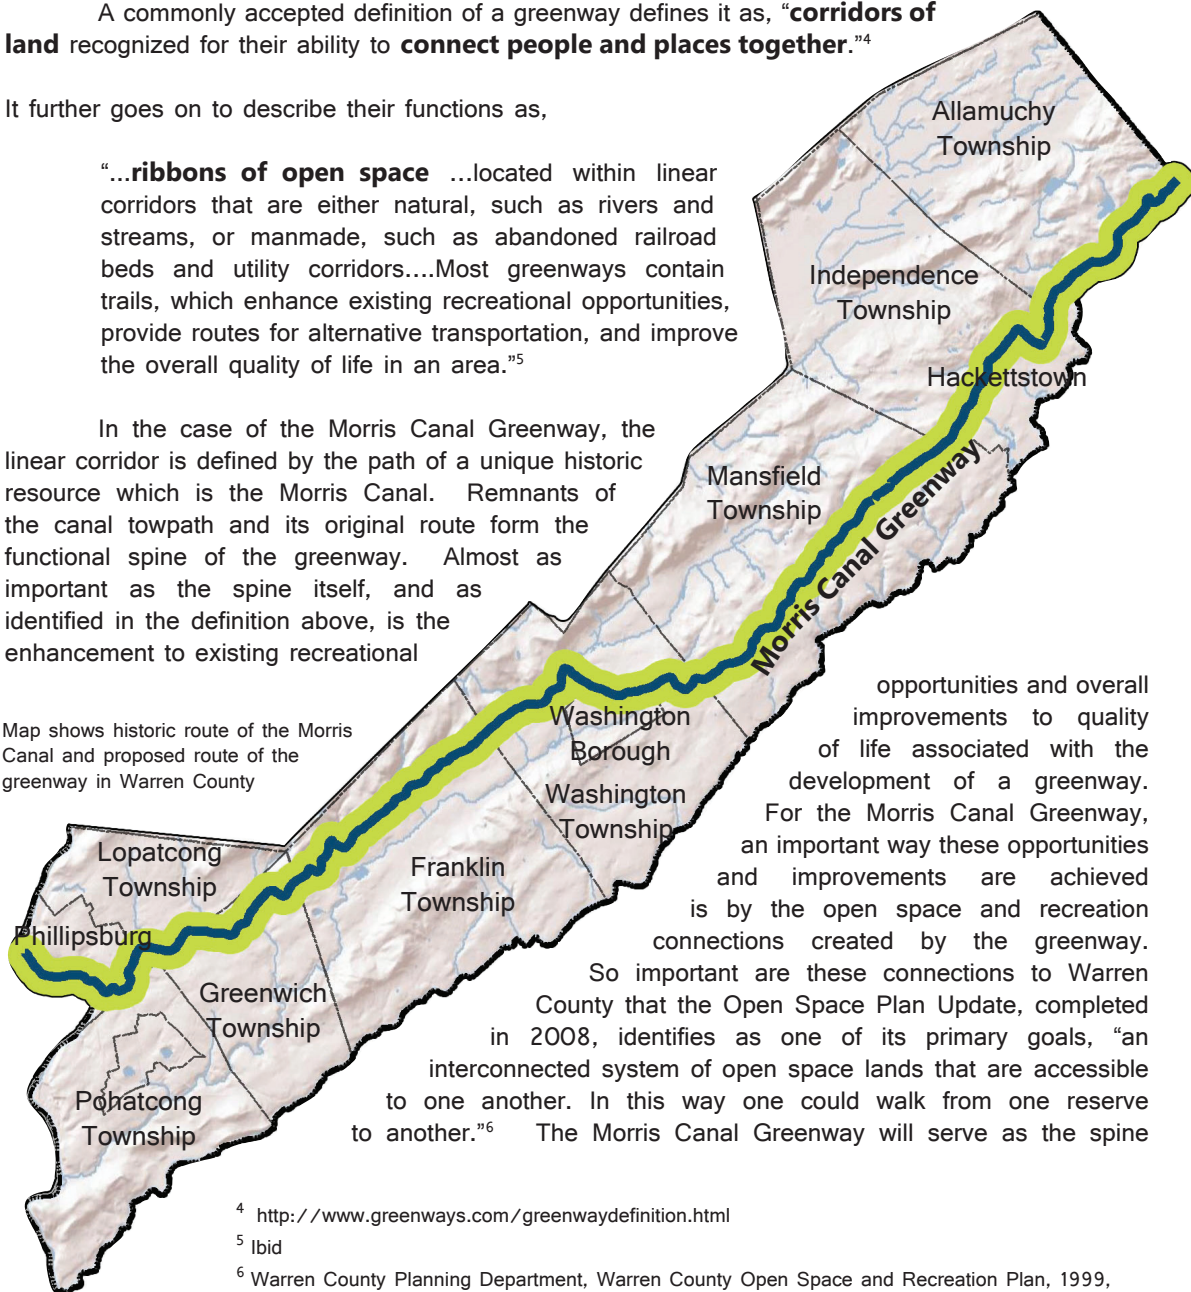 A commonly accepted definition of a greenway defines it as, “corridors of
land recognized for their ability to connect people and places together.”4
It further goes on to describe their functions as,
“...ribbons of open space ...located within linear
corridors that are either natural, such as rivers and
streams, or manmade, such as abandoned railroad
beds and utility corridors....Most greenways contain
trails, which enhance existing recreational opportunities,
provide routes for alternative transportation, and improve
the overall quality of life in an area.”5
In the case of the Morris Canal Greenway, the
linear corridor is defined by the path of a unique historic
resource which is the Morris Canal. Remnants of
the canal towpath and its original route form the
functional spine of the greenway. Almost as
important as the spine itself, and as
identified in the definition above, is the
enhancement to existing recreational
Map shows historic route of the Morris
Canal and proposed route of the
greenway in Warren County
Allamuchy
Township
Independence
Township
Hackettstown
Mansfield
Township
Morris Canal Greenway
Washington
Borough
Washington
Township
Franklin
Township
Lopatcong
Township
Phillipsburg
Greenwich
Township
Pohatcong
Township
opportunities and overall
improvements to quality
of life associated with the
development of a greenway.
For the Morris Canal Greenway,
an important way these opportunities
and improvements are achieved
is by the open space and recreation
connections created by the greenway.
So important are these connections to Warren
County that the Open Space Plan Update, completed
in 2008, identifies as one of its primary goals, “an
interconnected system of open space lands that are accessible
to one another. In this way one could walk from one reserve
to another.”6 The Morris Canal Greenway will serve as the spine
4 http://www.greenways.com/greenwaydefinition.html
5 Ibid
6 Warren County Planning Department, Warren County Open Space and Recreation Plan, 1999,